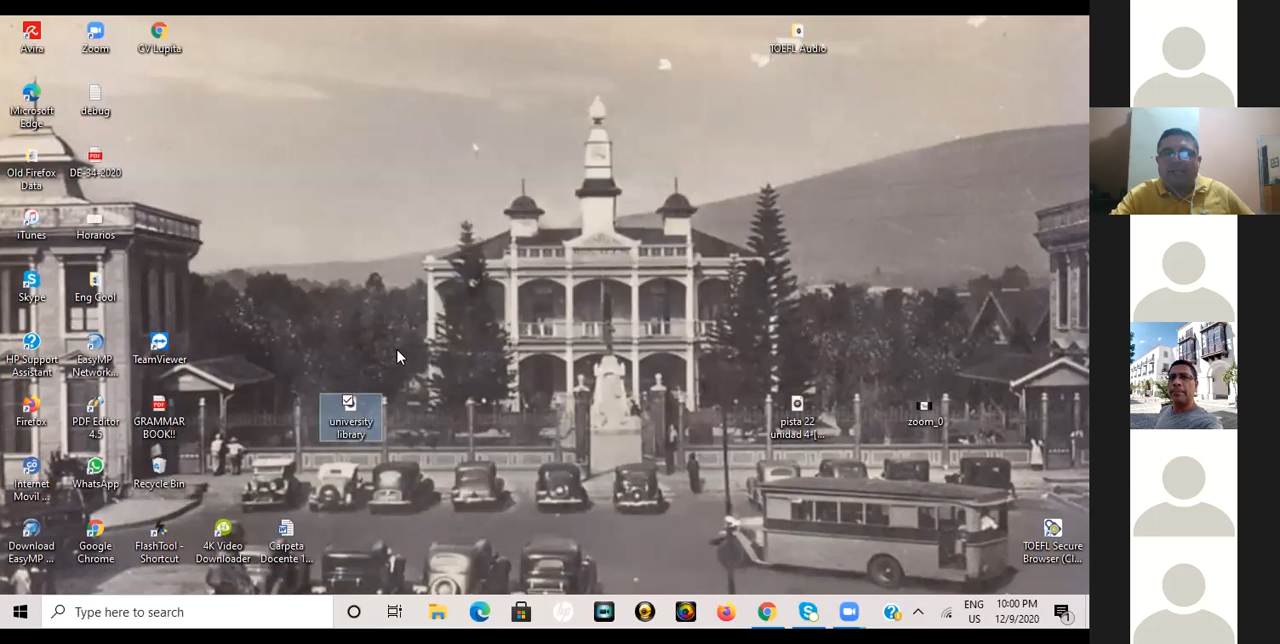 Avira
Zoom
CV Lupita
TOEFL Audio
Microsoft
Edge
debug
Old Firefox
Data
DE-34-2020
iTunes
Horarios
Skype
Eng Cool
HP Support
Assistant
EasyMP
Network...
TeamViewer
Firefox
PDF Editor
4.5
GRAMMAR
BOOK!!
university
library
pista 22
unidad 4*[...
zoom_0
Internet
Movil ...
WhatsApp
Recycle Bin
Download
EasyMP ...
Google
Chrome
FlashTool -
Shortcut
4K Video
Downloader
Carpeta
Docente 1...
TOEFL Secure
Browser (Cl...
Type here to search
ENG
US
10:00 PM
12/9/2020